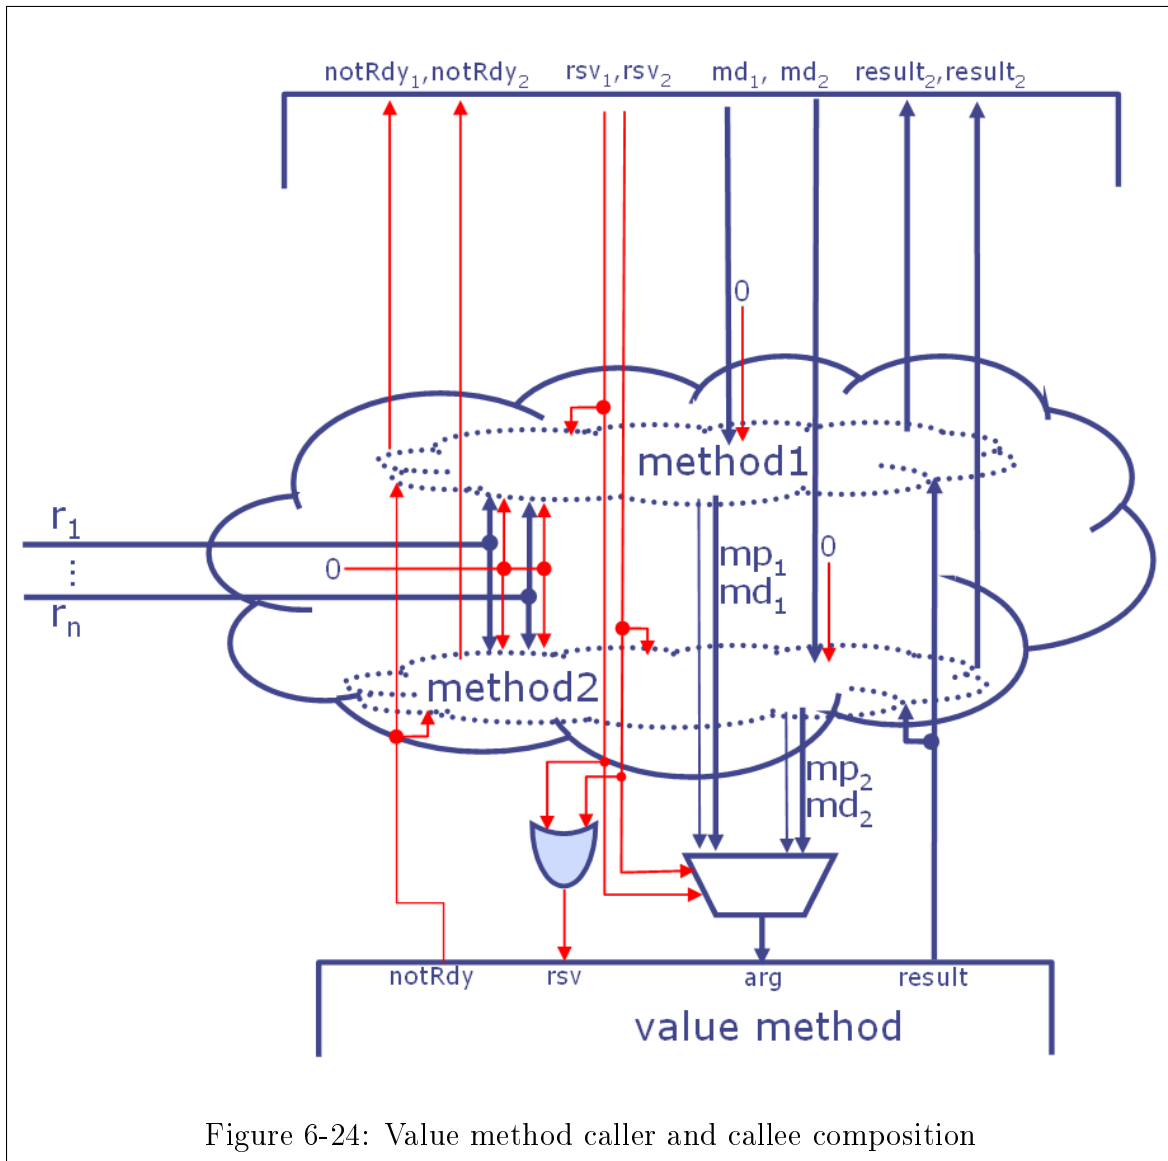 notRdy₁,notRdy₂ rsv₁,rsv₂ md₁, md₂ result₂,result₂
0
method1
r₁
mp₁
0
⋮
0
md₁
rₙ
method2
mp₂
md₂
notRdy rsv arg result
value method
Figure 6-24: Value method caller and callee composition